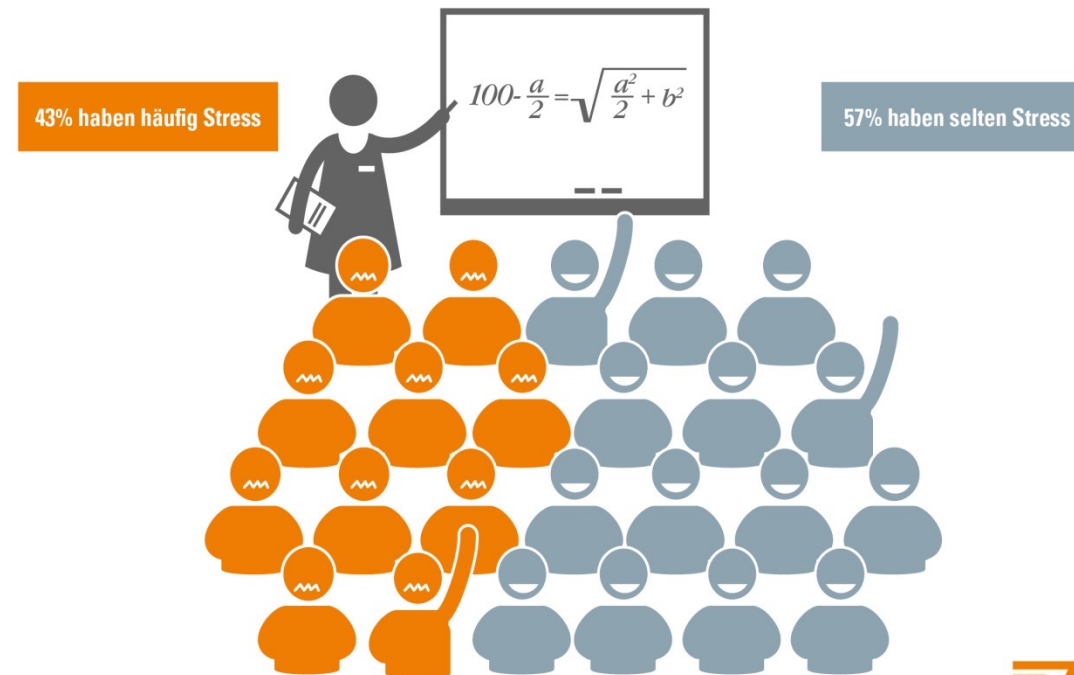 43% haben häufig Stress
100- a/2 = √(a²/2 + b²)
57% haben selten Stress